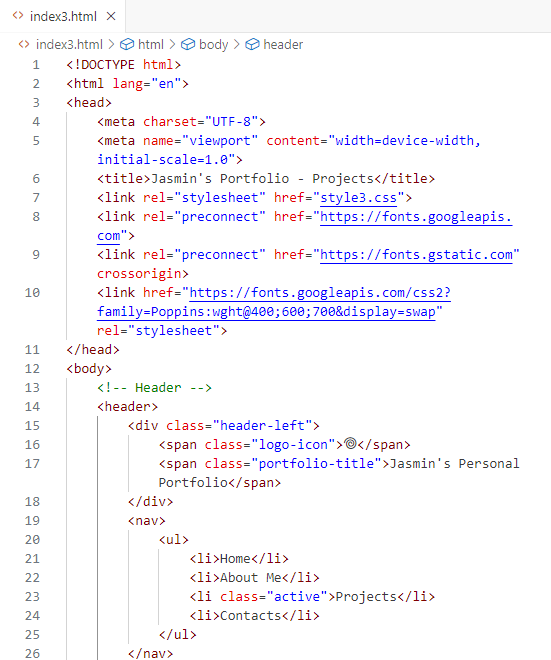 index3.html
index3.html > html > body > header
1 <!DOCTYPE html>
2 <html lang="en">
3 <head>
4 <meta charset="UTF-8">
5 <meta name="viewport" content="width=device-width,
initial-scale=1.0">
6 <title>Jasmin's Portfolio - Projects</title>
7 <link rel="stylesheet" href="style3.css">
8 <link rel="preconnect" href="https://fonts.googleapis.
com">
9 <link rel="preconnect" href="https://fonts.gstatic.com"
crossorigin>
10 <link href="https://fonts.googleapis.com/css2?
family=Poppins:wght@400;600;700&display=swap"
rel="stylesheet">
11 </head>
12 <body>
13 <!-- Header -->
14 <header>
15 <div class="header-left">
16 <span class="logo-icon">◎</span>
17 <span class="portfolio-title">Jasmin's Personal
Portfolio</span>
18 </div>
19 <nav>
20 <ul>
21 <li>Home</li>
22 <li>About Me</li>
23 <li class="active">Projects</li>
24 <li>Contacts</li>
25 </ul>
26 </nav>